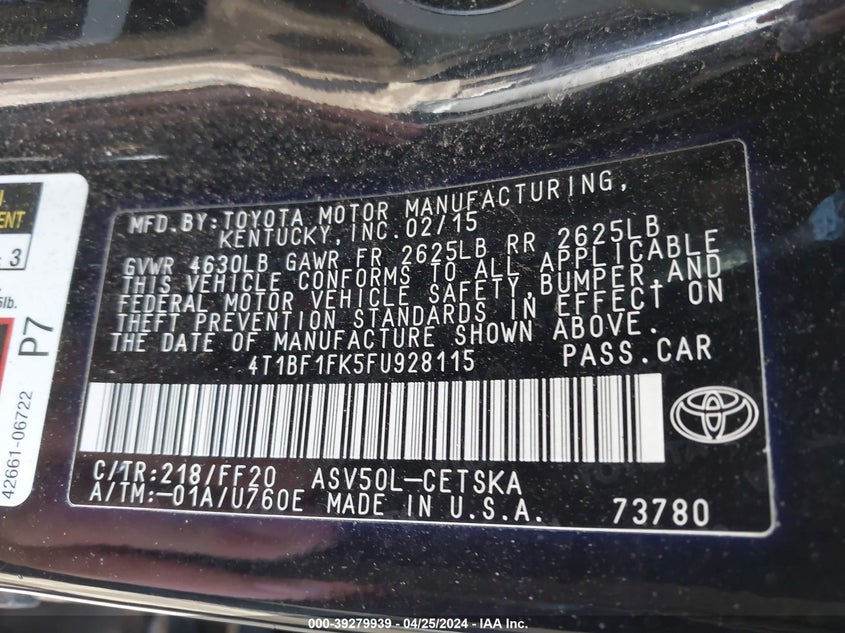 MFD.BY:TOYOTA MOTOR MANUFACTURING,
KENTUCKY,INC.02/15
GVWR 4630LB GAWR FR 2625LB RR 2625LB
THIS VEHICLE CONFORMS TO ALL APPLICABLE
FEDERAL MOTOR VEHICLE SAFETY,BUMPER,AND
THEFT PREVENTION STANDARDS IN EFFECT ON
THE DATE OF MANUFACTURE SHOWN ABOVE.
4T1BF1FK5FU928115 PASS.CAR
C/TR:218/FF20 ASV50L-CETSKA
A/TM:-01A/U760E MADE IN U.S.A. 73780
3
lb.
P7
42661-06722
000-39279939 - 04/25/2024 - IAA Inc.